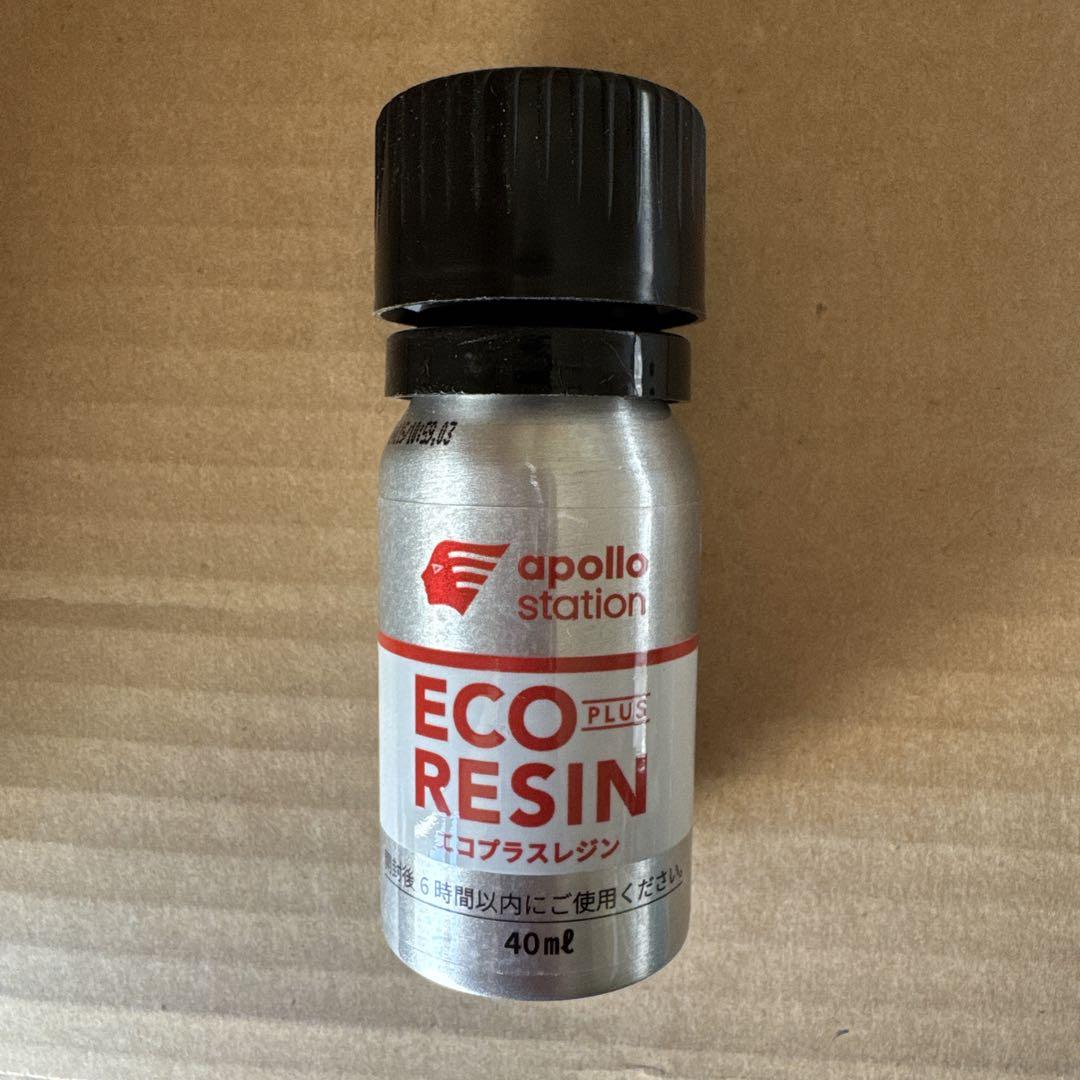 apollo
station
ECO PLUS
RESIN
エコプラスレジン
開封後6時間以内にご使用ください。
40mℓ